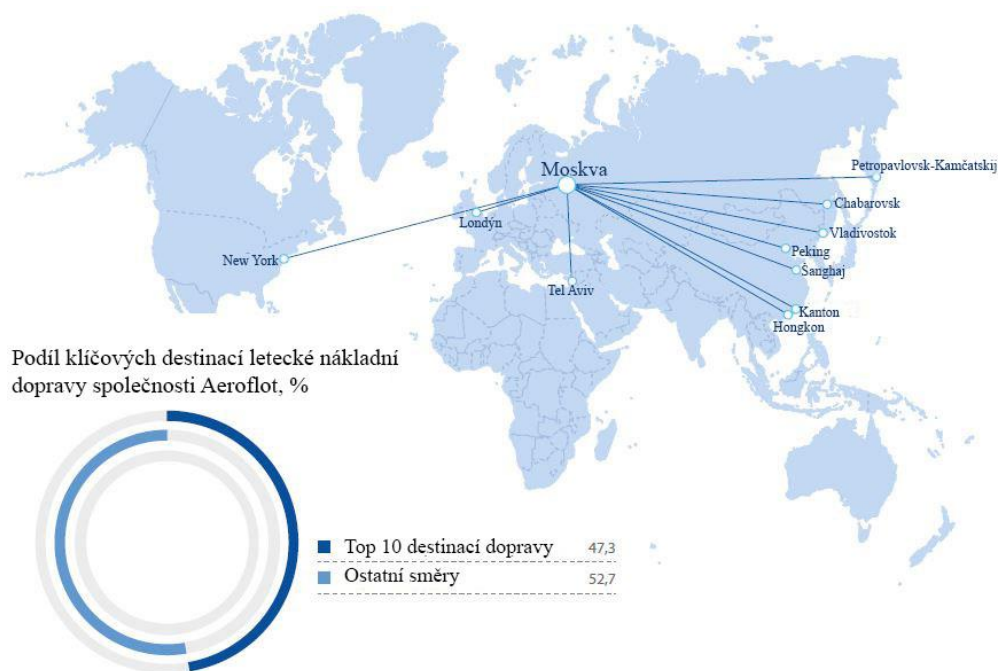 Moskva
Petropavlovsk-Kamčatskij
Chabarovsk
Londýn
Vladivostok
Peking
New York
Šanghaj
Tel Aviv
Kanton
Hongkon
Podíl klíčových destinací letecké nákladní
dopravy společnosti Aeroflot, %
Top 10 destinací dopravy 47,3
Ostatní směry 52,7